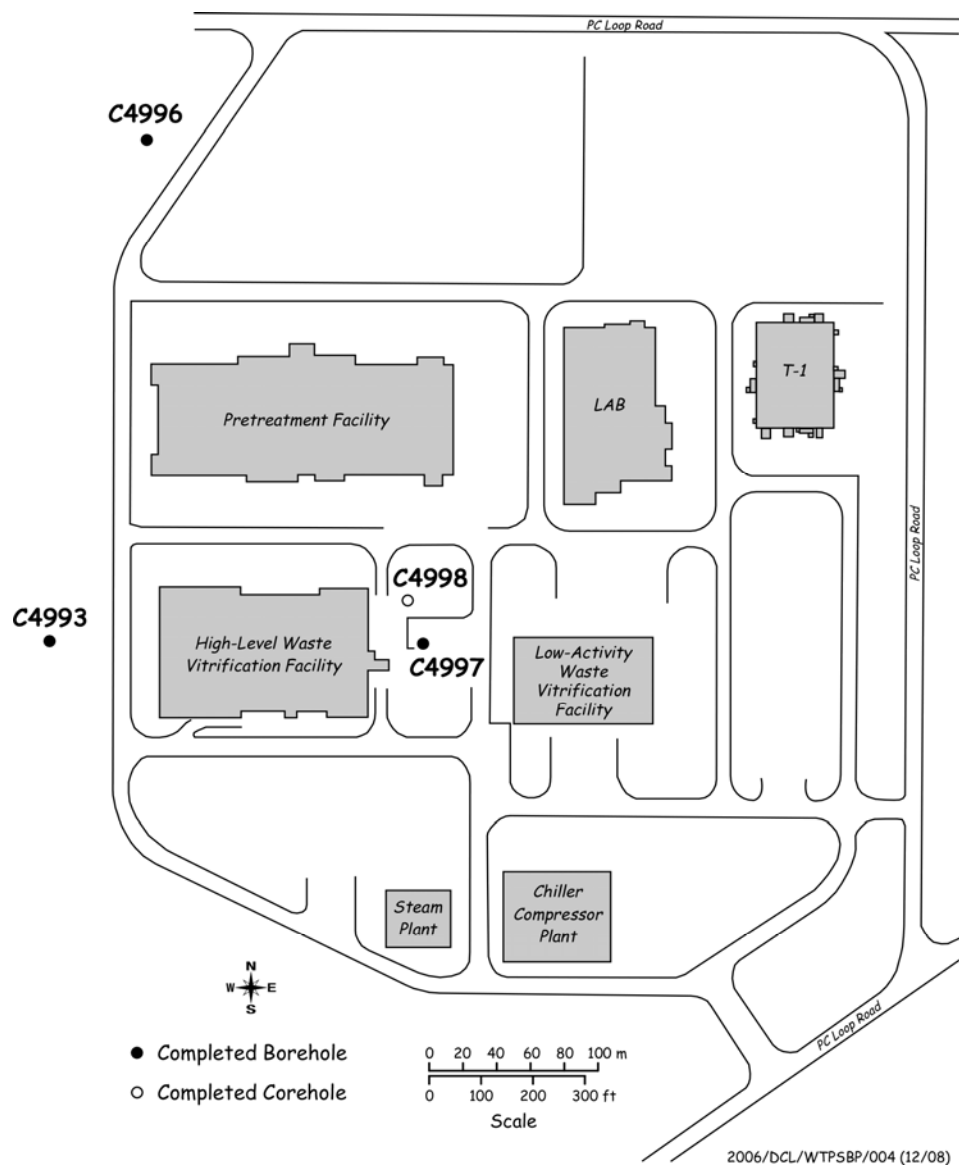 PC Loop Road
C4996
Pretreatment Facility
LAB
T-1
PC Loop Road
C4998
C4993
High-Level Waste
Vitrification Facility
C4997
Low-Activity
Waste
Vitrification
Facility
Steam
Plant
Chiller
Compressor
Plant
N
W E
S
PC Loop Road
Completed Borehole
Completed Corehole
0 20 40 60 80 100 m
0 100 200 300 ft
Scale
2006/DCL/WTPSBP/004 (12/08)